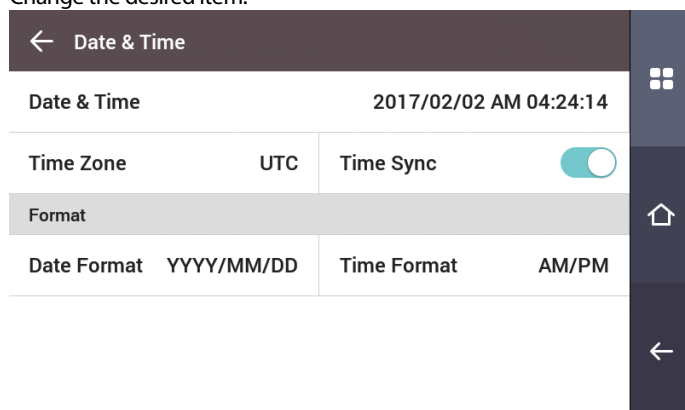 Change the desired item.
Date & Time
Date & Time 2017/02/02 AM 04:24:14
Time Zone UTC Time Sync
Format
Date Format YYYY/MM/DD Time Format AM/PM